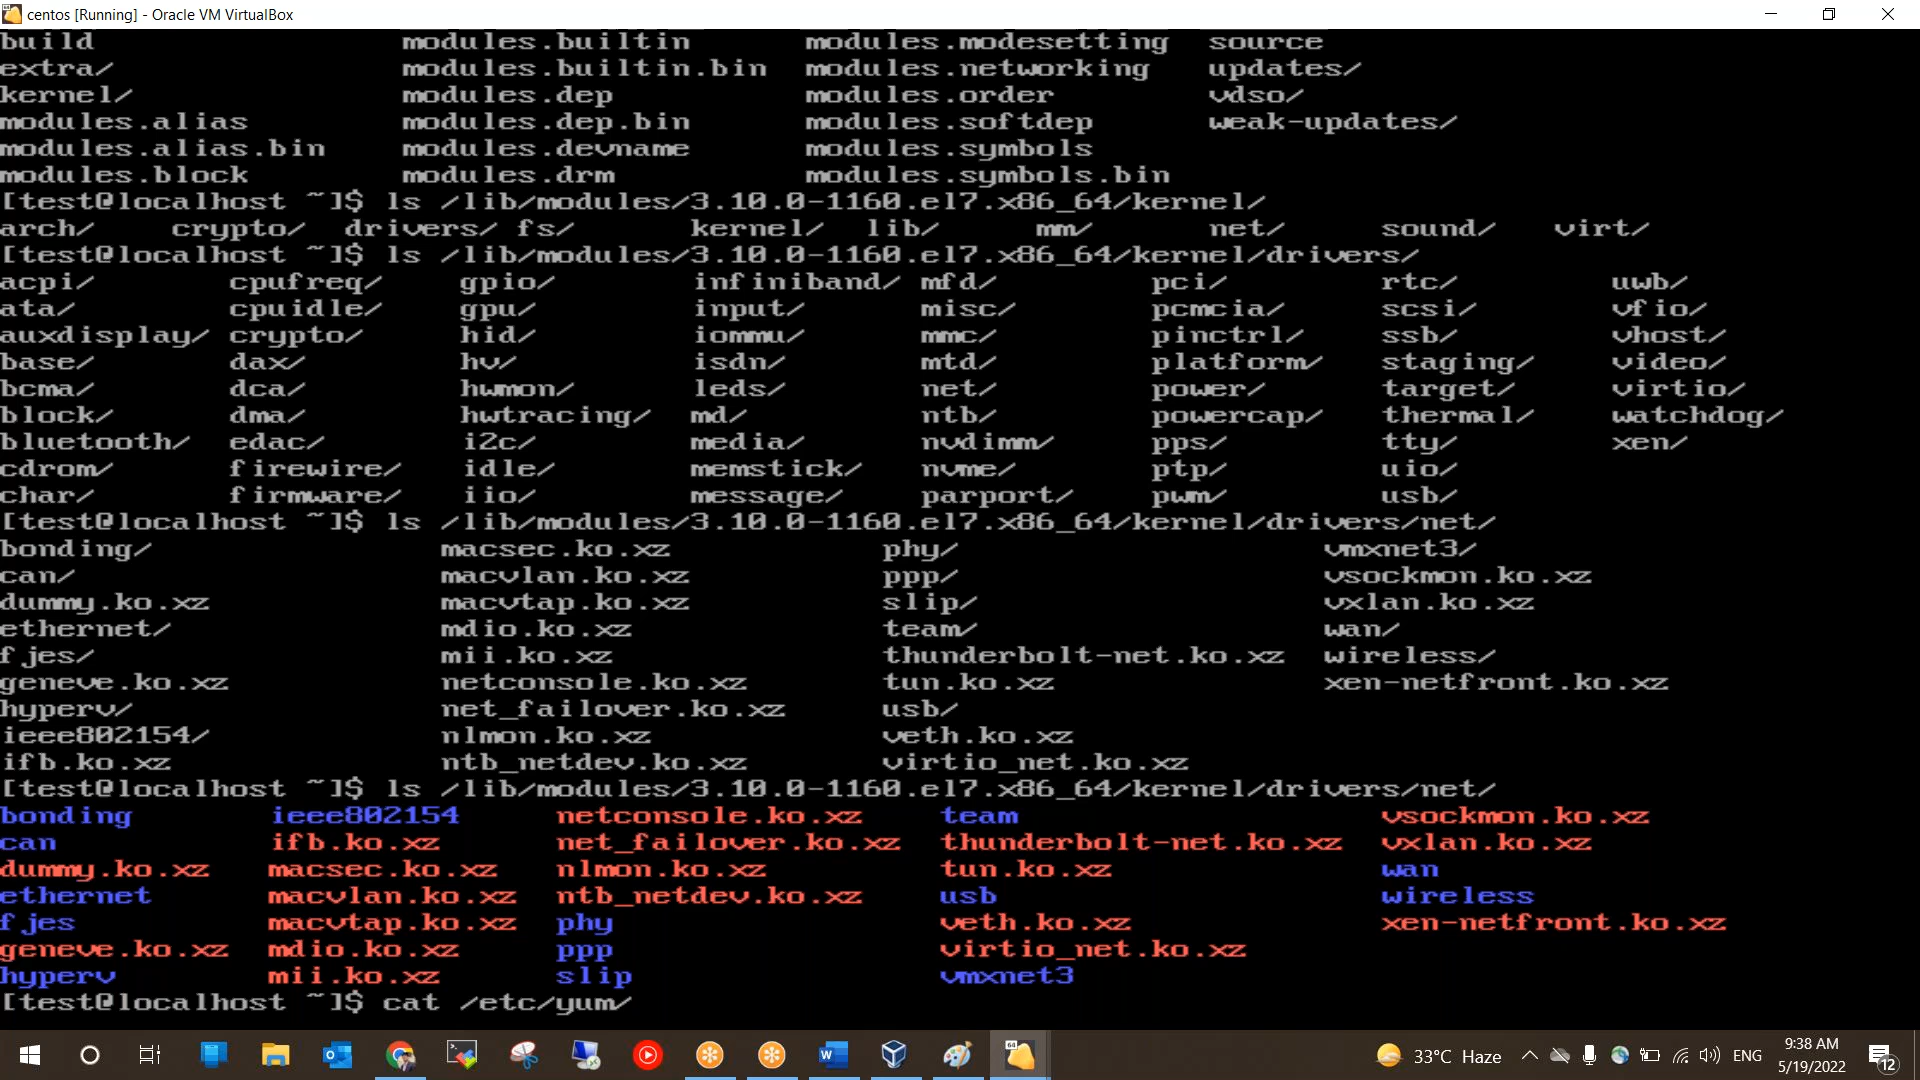 centos [Running] - Oracle VM VirtualBox
build modules.builtin modules.modesetting source
extra/ modules.builtin.bin modules.networking updates/
kernel/ modules.dep modules.order vdso/
modules.alias modules.dep.bin modules.softdep weak-updates/
modules.alias.bin modules.devname modules.symbols
modules.block modules.drm modules.symbols.bin
[test@localhost ~]$ ls /lib/modules/3.10.0-1160.el7.x86_64/kernel/
arch/ crypto/ drivers/ fs/ kernel/ lib/ mm/ net/ sound/ virt/
[test@localhost ~]$ ls /lib/modules/3.10.0-1160.el7.x86_64/kernel/drivers/
acpi/ cpufreq/ gpio/ infiniband/ mfd/ pci/ rtc/ uwb/
ata/ cpuidle/ gpu/ input/ misc/ pcmcia/ scsi/ vfio/
auxdisplay/ crypto/ hid/ iommu/ mmc/ pinctrl/ ssb/ vhost/
base/ dax/ hv/ isdn/ mtd/ platform/ staging/ video/
bcma/ dca/ hwmon/ leds/ net/ power/ target/ virtio/
block/ dma/ hwtracing/ md/ ntb/ powercap/ thermal/ watchdog/
bluetooth/ edac/ i2c/ media/ nvdimm/ pps/ tty/ xen/
cdrom/ firewire/ idle/ memstick/ nvme/ ptp/ uio/
char/ firmware/ iio/ message/ parport/ pwm/ usb/
[test@localhost ~]$ ls /lib/modules/3.10.0-1160.el7.x86_64/kernel/drivers/net/
bonding/ macsec.ko.xz phy/ vmxnet3/
can/ macvlan.ko.xz ppp/ vsockmon.ko.xz
dummy.ko.xz macvtap.ko.xz slip/ vxlan.ko.xz
ethernet/ mdio.ko.xz team/ wan/
fjes/ mii.ko.xz thunderbolt-net.ko.xz wireless/
geneve.ko.xz netconsole.ko.xz tun.ko.xz xen-netfront.ko.xz
hyperv/ net_failover.ko.xz usb/
ieee802154/ nlmon.ko.xz veth.ko.xz
ifb.ko.xz ntb_netdev.ko.xz virtio_net.ko.xz
[test@localhost ~]$ ls /lib/modules/3.10.0-1160.el7.x86_64/kernel/drivers/net/
bonding ieee802154 netconsole.ko.xz team vsockmon.ko.xz
can ifb.ko.xz net_failover.ko.xz thunderbolt-net.ko.xz vxlan.ko.xz
dummy.ko.xz macsec.ko.xz nlmon.ko.xz tun.ko.xz wan
ethernet macvlan.ko.xz ntb_netdev.ko.xz usb wireless
fjes macvtap.ko.xz phy veth.ko.xz xen-netfront.ko.xz
geneve.ko.xz mdio.ko.xz ppp virtio_net.ko.xz
hyperv mii.ko.xz slip vmxnet3
[test@localhost ~]$ cat /etc/yum/
33°C Haze ENG 9:38 AM
5/19/2022 12